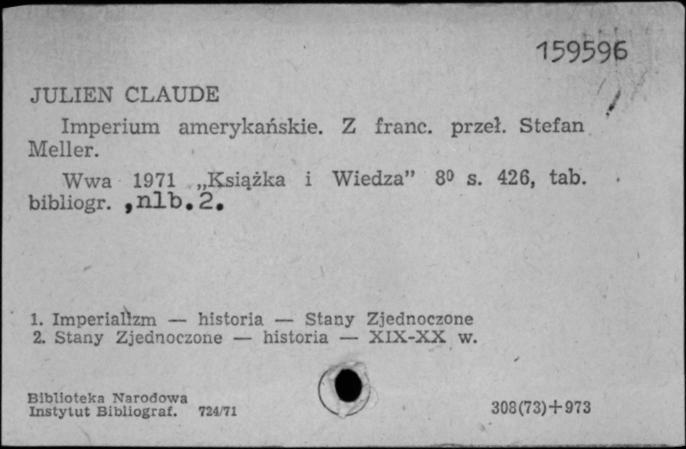 159596
JULIEN CLAUDE
Imperium amerykańskie. Z franc. przeł. Stefan
Meller.
Wwa 1971 „Książka i Wiedza” 8⁰ s. 426, tab.
bibliogr. ,nlb.2.
1. Imperializm — historia — Stany Zjednoczone
2. Stany Zjednoczone — historia — XIX-XX w.
Biblioteka Narodowa
Instytut Bibliograf. 724/71
308(73)+973